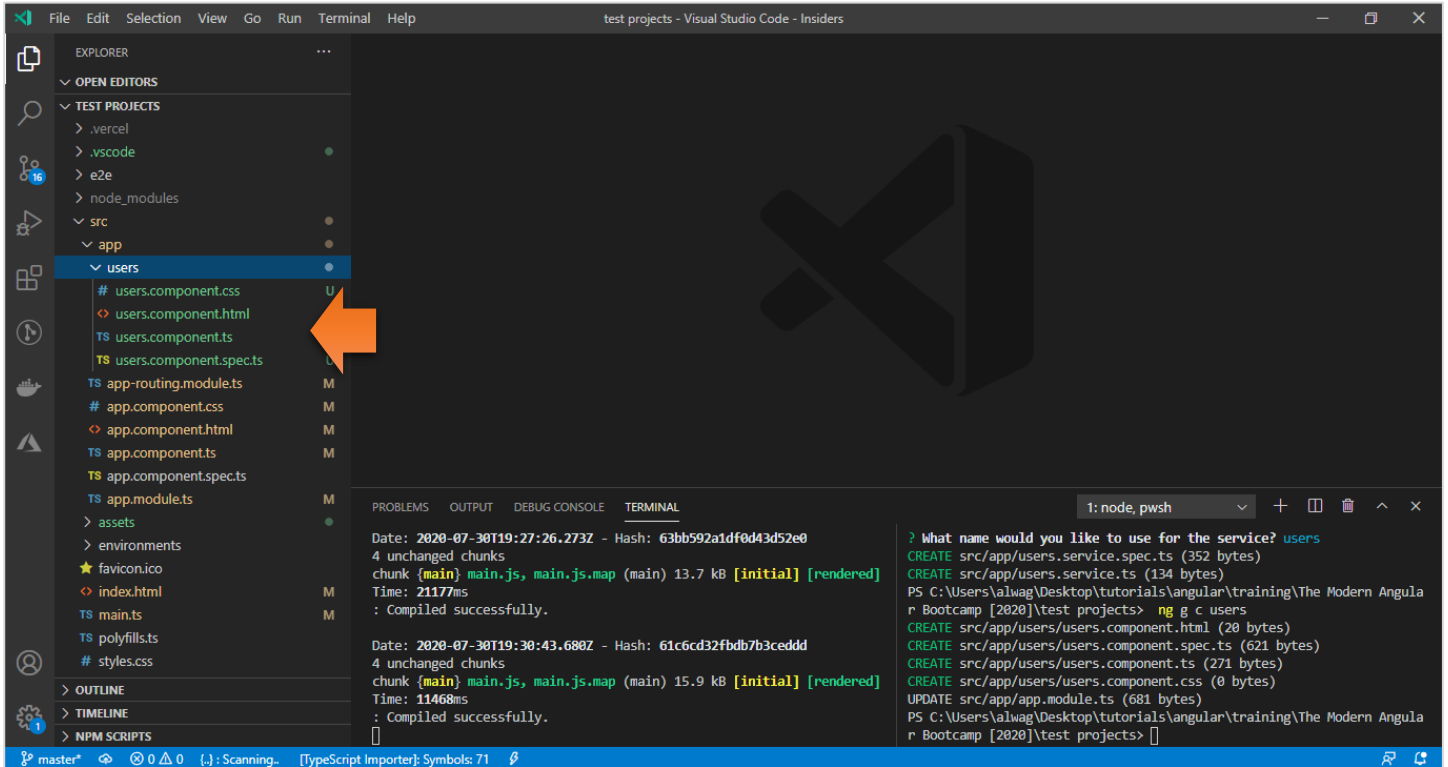 File Edit Selection View Go Run Terminal Help
test projects - Visual Studio Code - Insiders
EXPLORER
OPEN EDITORS
TEST PROJECTS
.vercel
.vscode
e2e
node_modules
src
app
users
# users.component.css U
<> users.component.html
TS users.component.ts
TS users.component.spec.ts
TS app-routing.module.ts M
# app.component.css M
<> app.component.html M
TS app.component.ts M
TS app.component.spec.ts
TS app.module.ts M
assets
environments
favicon.ico
<> index.html M
TS main.ts M
TS polyfills.ts
# styles.css
OUTLINE
TIMELINE
NPM SCRIPTS
16
1
PROBLEMS OUTPUT DEBUG CONSOLE TERMINAL
1: node, pwsh
Date: 2020-07-30T19:27:26.273Z - Hash: 63bb592a1df0d43d52e0
4 unchanged chunks
chunk {main} main.js, main.js.map (main) 13.7 kB [initial] [rendered]
Time: 21177ms
: Compiled successfully.
Date: 2020-07-30T19:30:43.680Z - Hash: 61c6cd32fbdb7b3ceddd
4 unchanged chunks
chunk {main} main.js, main.js.map (main) 15.9 kB [initial] [rendered]
Time: 11468ms
: Compiled successfully.
? What name would you like to use for the service? users
CREATE src/app/users.service.spec.ts (352 bytes)
CREATE src/app/users.service.ts (134 bytes)
PS C:\Users\alwag\Desktop\tutorials\angular\training\The Modern Angula
r Bootcamp [2020]\test projects> ng g c users
CREATE src/app/users/users.component.html (20 bytes)
CREATE src/app/users/users.component.spec.ts (621 bytes)
CREATE src/app/users/users.component.ts (271 bytes)
CREATE src/app/users/users.component.css (0 bytes)
UPDATE src/app/app.module.ts (681 bytes)
PS C:\Users\alwag\Desktop\tutorials\angular\training\The Modern Angula
r Bootcamp [2020]\test projects>
master* 0 0 {..} : Scanning.. [TypeScript Importer]: Symbols: 71